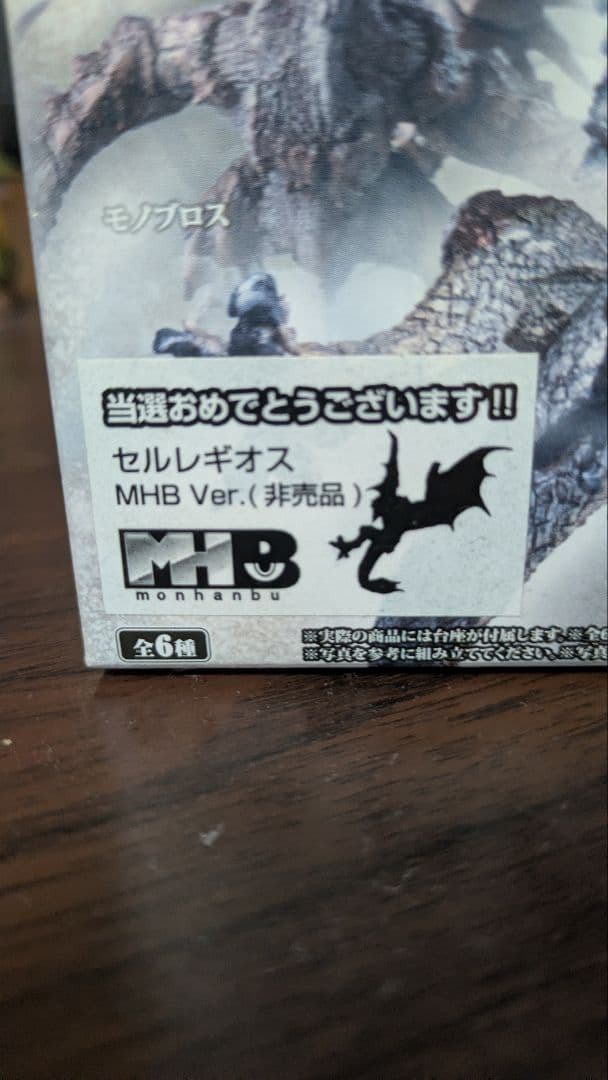 モノブロス
当選おめでとうございます!!
セルレギオス
MHB Ver.(非売品)
MHB
monhanbu
全6種
※実際の商品には台座が付属します。※全
※写真を参考に組み立ててください。※写真